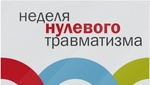 неделя
нулевого
травматизма